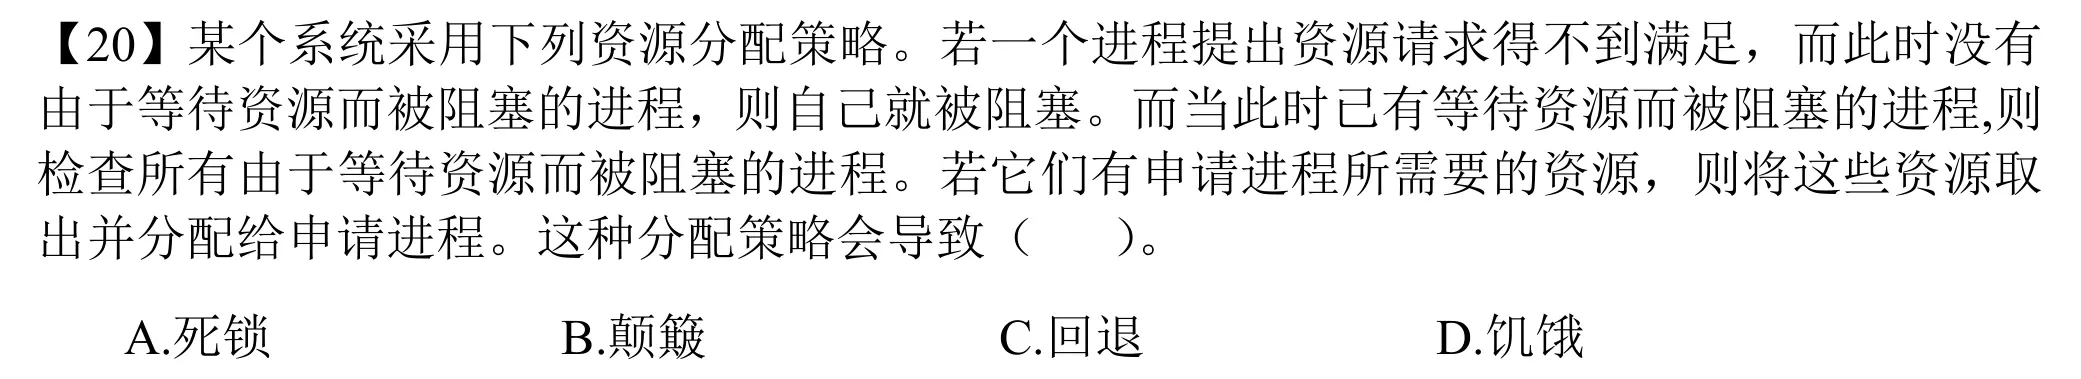 【20】某个系统采用下列资源分配策略。若一个进程提出资源请求得不到满足，而此时没有
由于等待资源而被阻塞的进程，则自己就被阻塞。而当此时已有等待资源而被阻塞的进程,则
检查所有由于等待资源而被阻塞的进程。若它们有申请进程所需要的资源，则将这些资源取
出并分配给申请进程。这种分配策略会导致（　　）。
A.死锁 B.颠簸 C.回退 D.饥饿